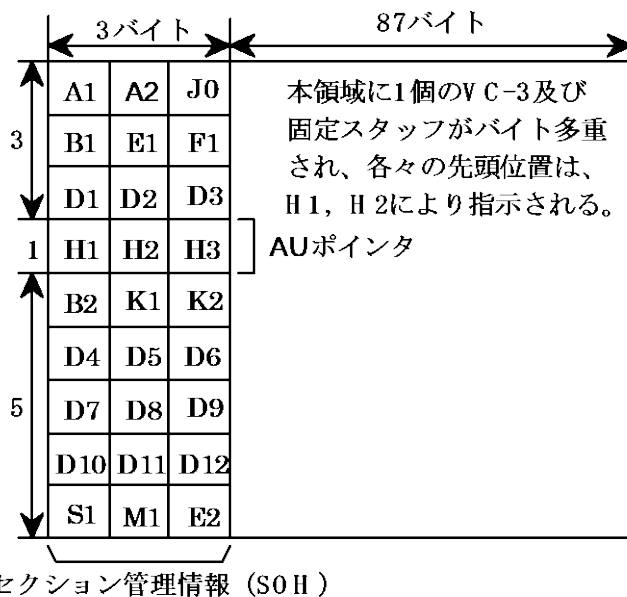 3バイト 87バイト
3
A1 A2 J0
B1 E1 F1
D1 D2 D3
本領域に1個のVC-3及び
固定スタッフがバイト多重
され、各々の先頭位置は、
H1, H2により指示される。
1 H1 H2 H3 AUポインタ
5
B2 K1 K2
D4 D5 D6
D7 D8 D9
D10 D11 D12
S1 M1 E2
セクション管理情報 (SOH)